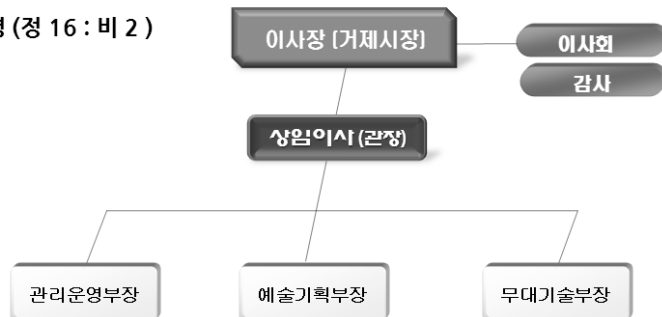 (정 16 : 비 2 )
이사장 (거제시장)
이사회
감사
상임이사 (관장)
관리운영부장
예술기획부장
무대기술부장